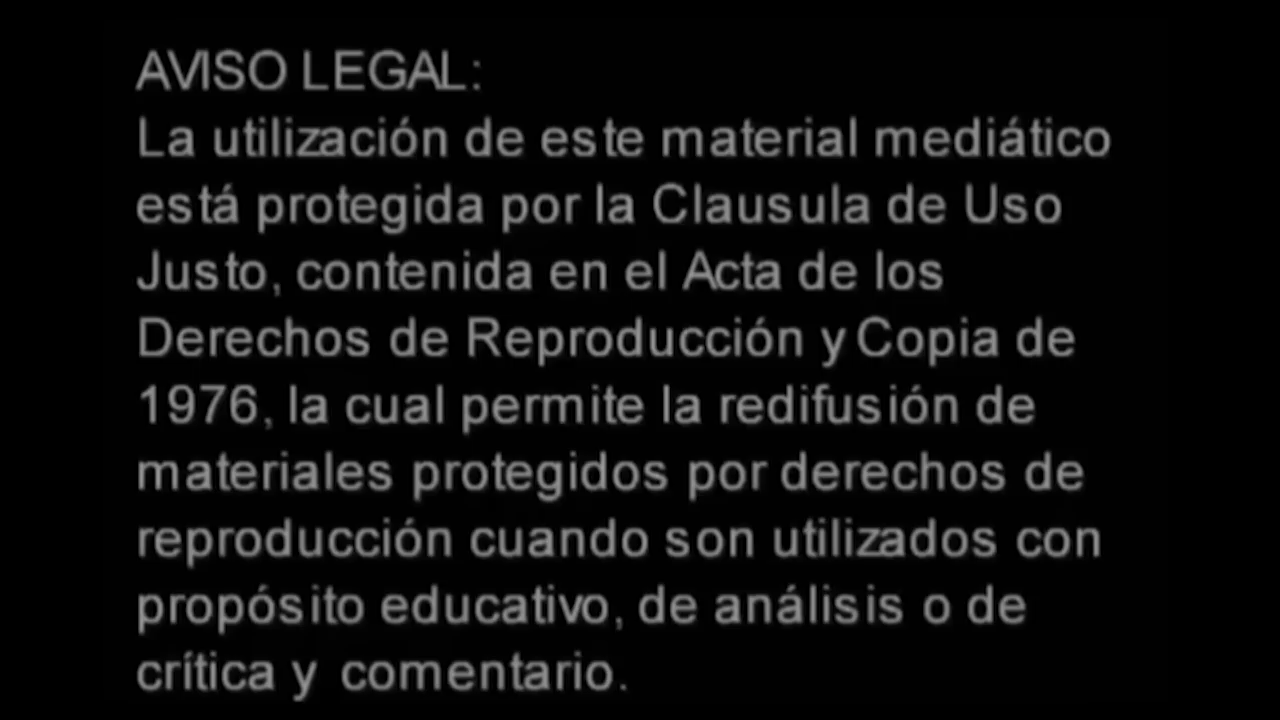 AVISO LEGAL:
La utilización de este material mediático
está protegida por la Clausula de Uso
Justo, contenida en el Acta de los
Derechos de Reproducción y Copia de
1976, la cual permite la redifusión de
materiales protegidos por derechos de
reproducción cuando son utilizados con
propósito educativo, de análisis o de
crítica y comentario.